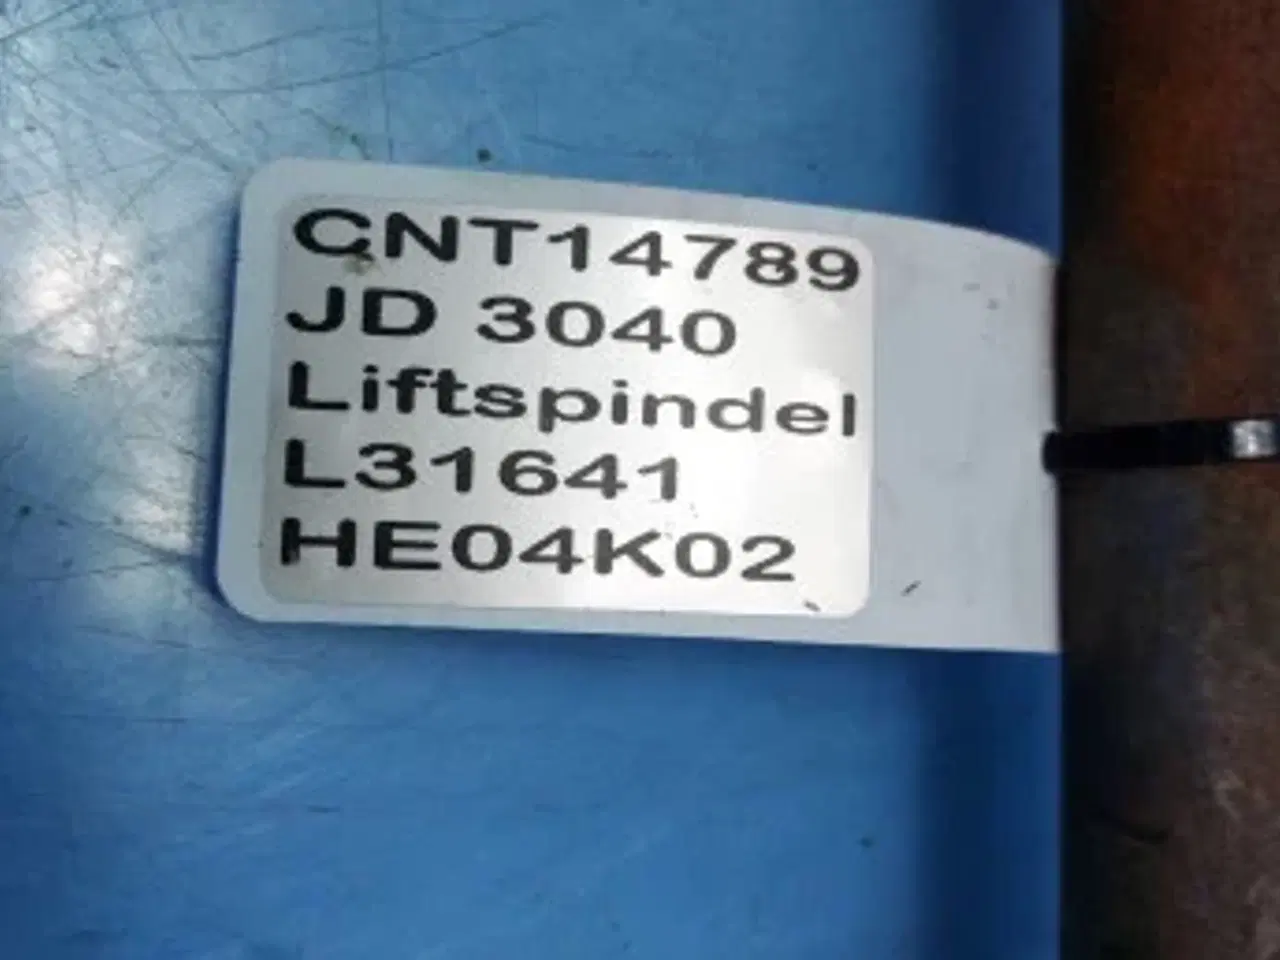 CNT14789
JD 3040
Liftspindel
L31641
HE04K02